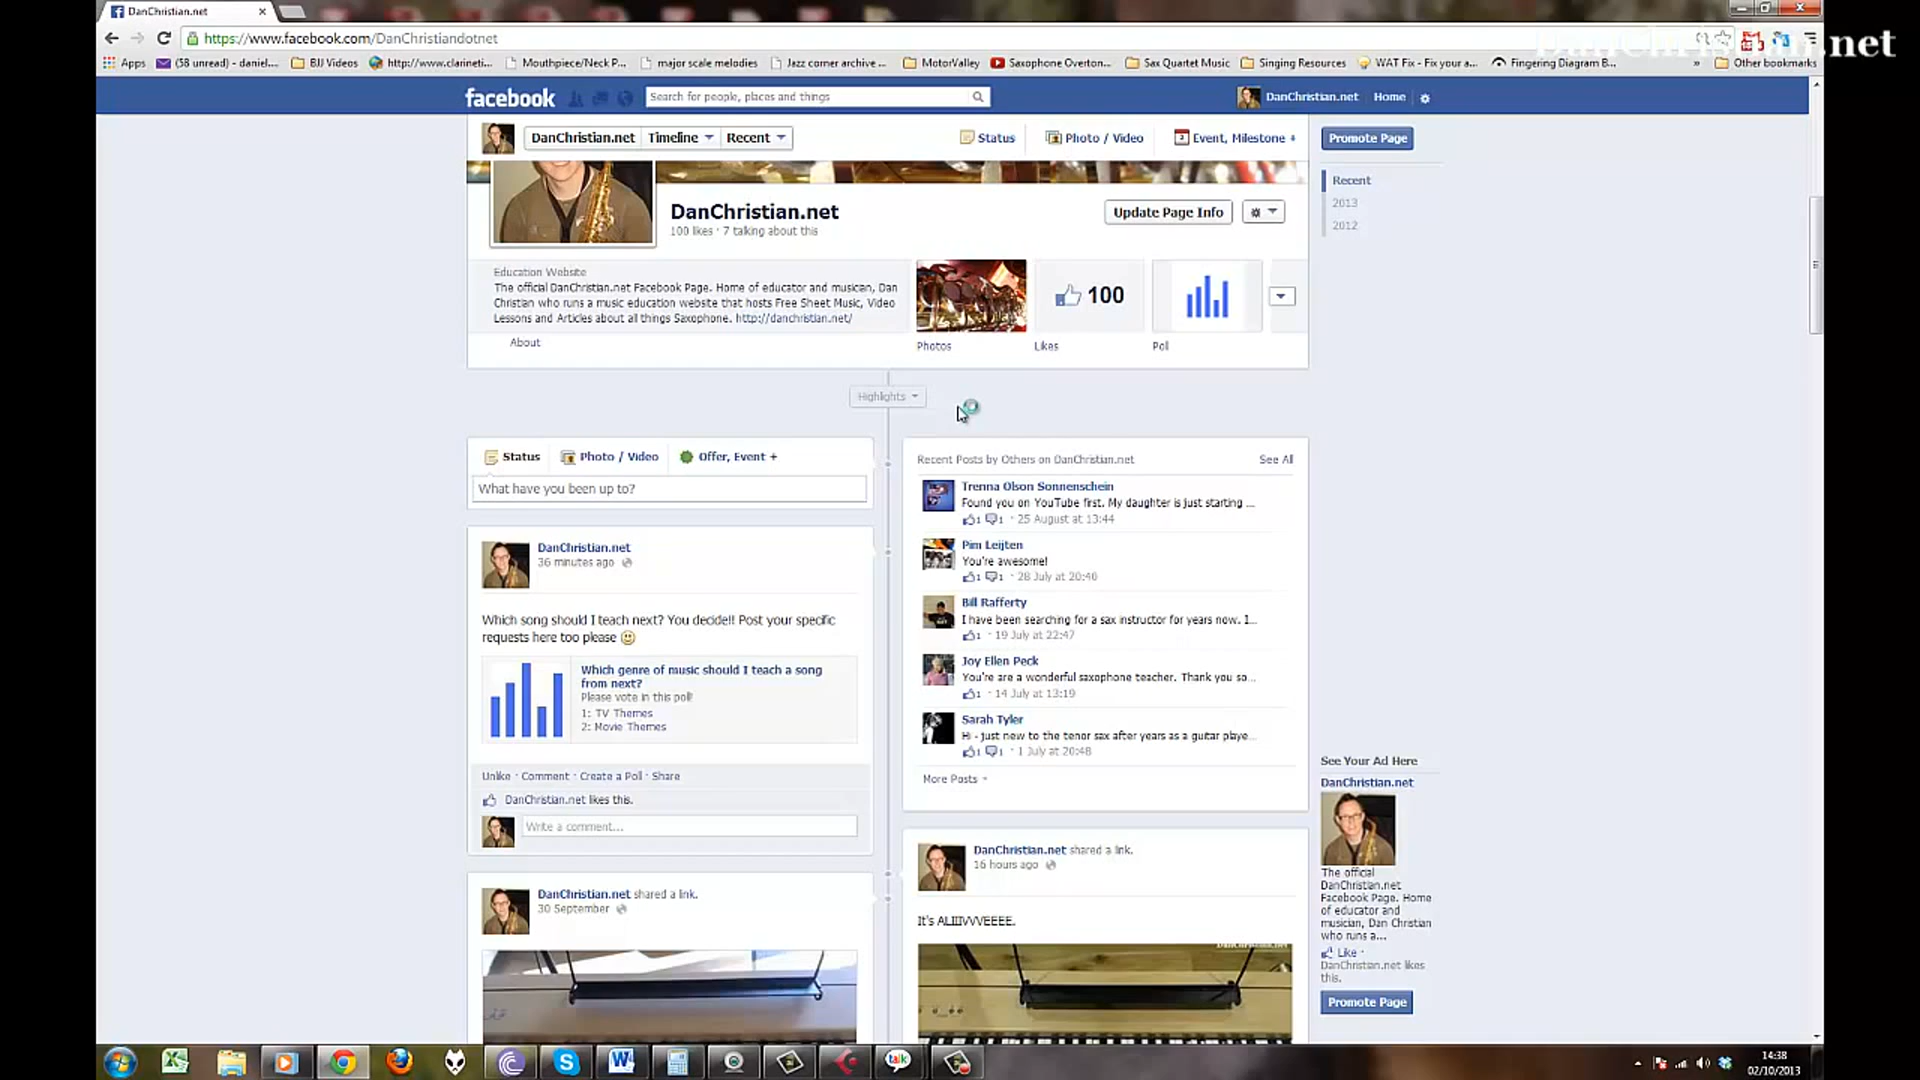 DanChristian.net
https://www.facebook.com/DanChristiandotnet
Apps
(58 unread) - daniel...
BJJ Videos
http://www.clarineti...
Mouthpiece/Neck P...
major scale melodies
Jazz corner archive ...
MotorValley
Saxophone Overton...
Sax Quartet Music
Singing Resources
WAT Fix - Fix your a...
Fingering Diagram B...
»
Other bookmarks
facebook
Search for people, places and things
DanChristian.net
Home
DanChristian.net
Timeline
Recent
Status
Photo / Video
Event, Milestone +
Promote Page
Recent
2013
2012
DanChristian.net
100 likes · 7 talking about this
Update Page Info
Education Website
The official DanChristian.net Facebook Page. Home of educator and musican, Dan
Christian who runs a music education website that hosts Free Sheet Music, Video
Lessons and Articles about all things Saxophone. http://danchristian.net/
About
100
Photos
Likes
Poll
Highlights
Status
Photo / Video
Offer, Event +
What have you been up to?
DanChristian.net
36 minutes ago
Which song should I teach next? You decide!! Post your specific
requests here too please
Which genre of music should I teach a song
from next?
Please vote in this poll!
1: TV Themes
2: Movie Themes
Unlike · Comment · Create a Poll · Share
DanChristian.net likes this.
Write a comment...
DanChristian.net shared a link.
30 September
Recent Posts by Others on DanChristian.net
See All
Trenna Olson Sonnenschein
Found you on YouTube first. My daughter is just starting ...
1 1 · 25 August at 13:44
Pim Leijten
You're awesome!
1 1 · 28 July at 20:40
Bill Rafferty
I have been searching for a sax instructor for years now. I...
1 · 19 July at 22:47
Joy Ellen Peck
You're are a wonderful saxophone teacher. Thank you so...
1 · 14 July at 13:19
Sarah Tyler
Hi - just new to the tenor sax after years as a guitar playe...
1 1 · 1 July at 20:48
More Posts
DanChristian.net shared a link.
16 hours ago
It's ALIIIVVVEEEE.
See Your Ad Here
DanChristian.net
The official
DanChristian.net
Facebook Page. Home
of educator and
musician, Dan Christian
who runs a...
Like ·
DanChristian.net likes
this.
Promote Page
talk
14:38
02/10/2013